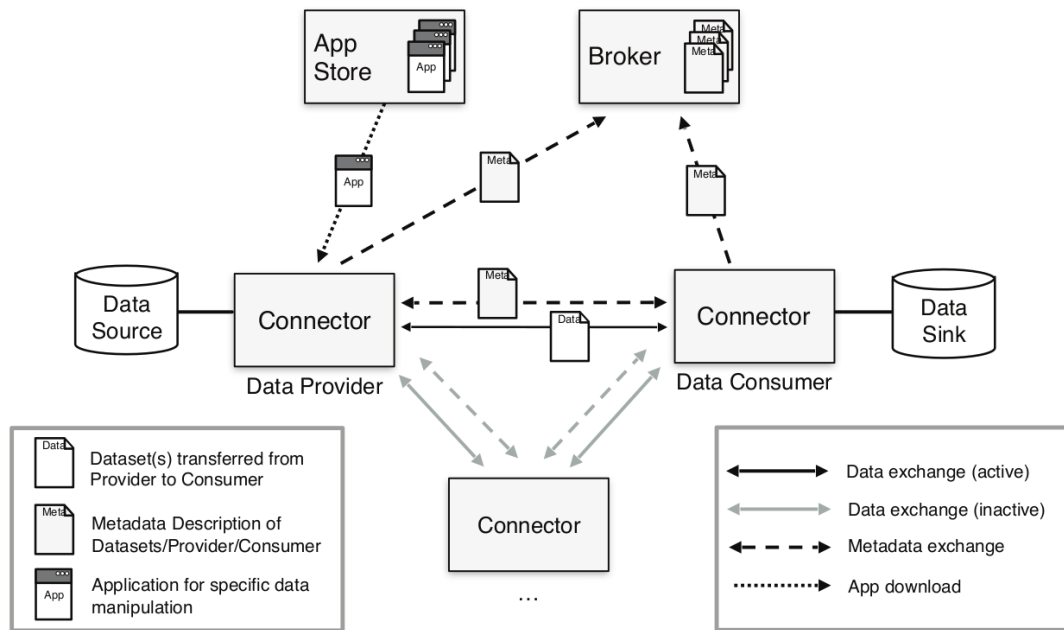 App
Store
App
Broker
Meta
Meta
Meta
App
Meta
Meta
Data
Source
Connector
Data Provider
Meta
Data
Connector
Data Consumer
Data
Sink
Connector
...
Data
Dataset(s) transferred from
Provider to Consumer
Meta
Metadata Description of
Datasets/Provider/Consumer
App
Application for specific data
manipulation
Data exchange (active)
Data exchange (inactive)
Metadata exchange
App download